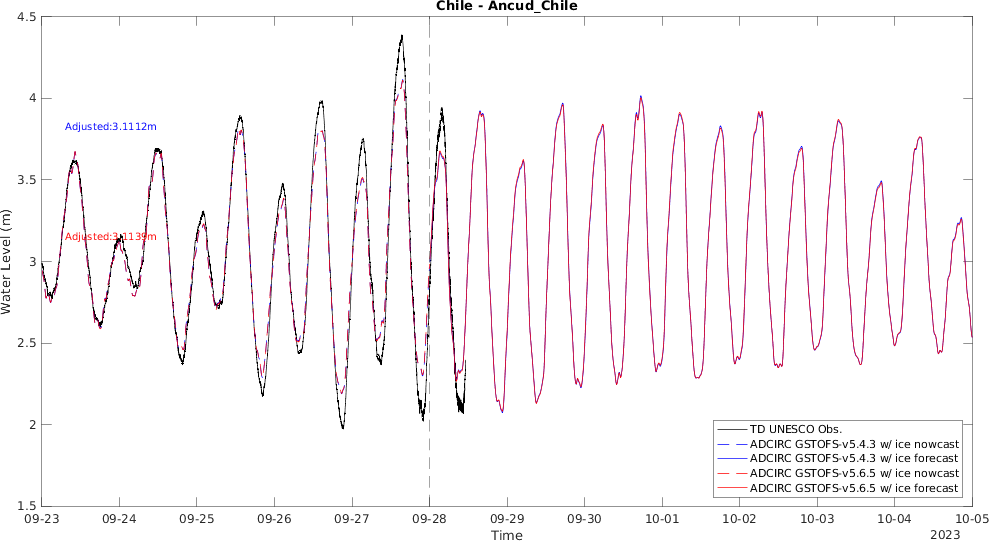 Chile - Ancud_Chile
4.5
4
3.5
3
2.5
2
1.5
Water Level (m)
Adjusted:3.1112m
Adjusted:3.1139m
TD UNESCO Obs.
ADCIRC GSTOFS-v5.4.3 w/ ice nowcast
ADCIRC GSTOFS-v5.4.3 w/ ice forecast
ADCIRC GSTOFS-v5.6.5 w/ ice nowcast
ADCIRC GSTOFS-v5.6.5 w/ ice forecast
09-23 09-24 09-25 09-26 09-27 09-28 09-29 09-30 10-01 10-02 10-03 10-04 10-05
Time
2023